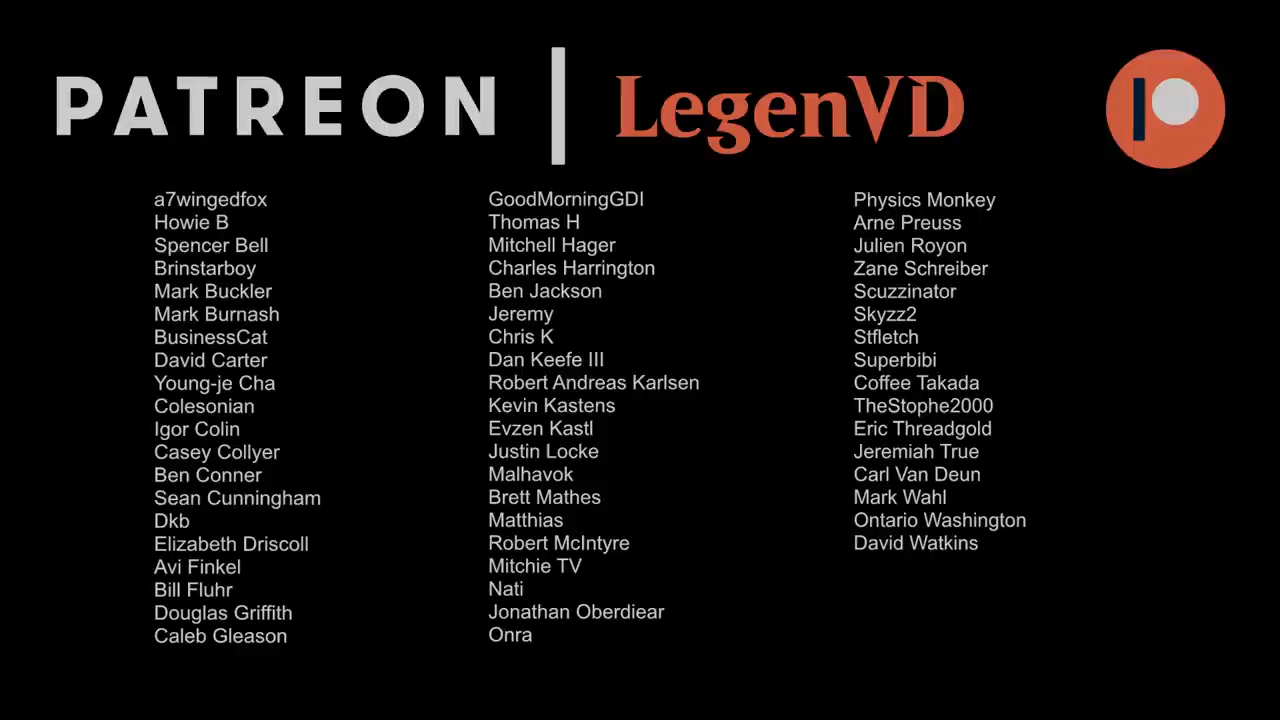 PATREON | LegenVD
a7wingedfox
Howie B
Spencer Bell
Brinstarboy
Mark Buckler
Mark Burnash
BusinessCat
David Carter
Young-je Cha
Colesonian
Igor Colin
Casey Collyer
Ben Conner
Sean Cunningham
Dkb
Elizabeth Driscoll
Avi Finkel
Bill Fluhr
Douglas Griffith
Caleb Gleason
GoodMorningGDI
Thomas H
Mitchell Hager
Charles Harrington
Ben Jackson
Jeremy
Chris K
Dan Keefe III
Robert Andreas Karlsen
Kevin Kastens
Evzen Kastl
Justin Locke
Malhavok
Brett Mathes
Matthias
Robert McIntyre
Mitchie TV
Nati
Jonathan Oberdiear
Onra
Physics Monkey
Arne Preuss
Julien Royon
Zane Schreiber
Scuzzinator
Skyzz2
Stfletch
Superbibi
Coffee Takada
TheStophe2000
Eric Threadgold
Jeremiah True
Carl Van Deun
Mark Wahl
Ontario Washington
David Watkins